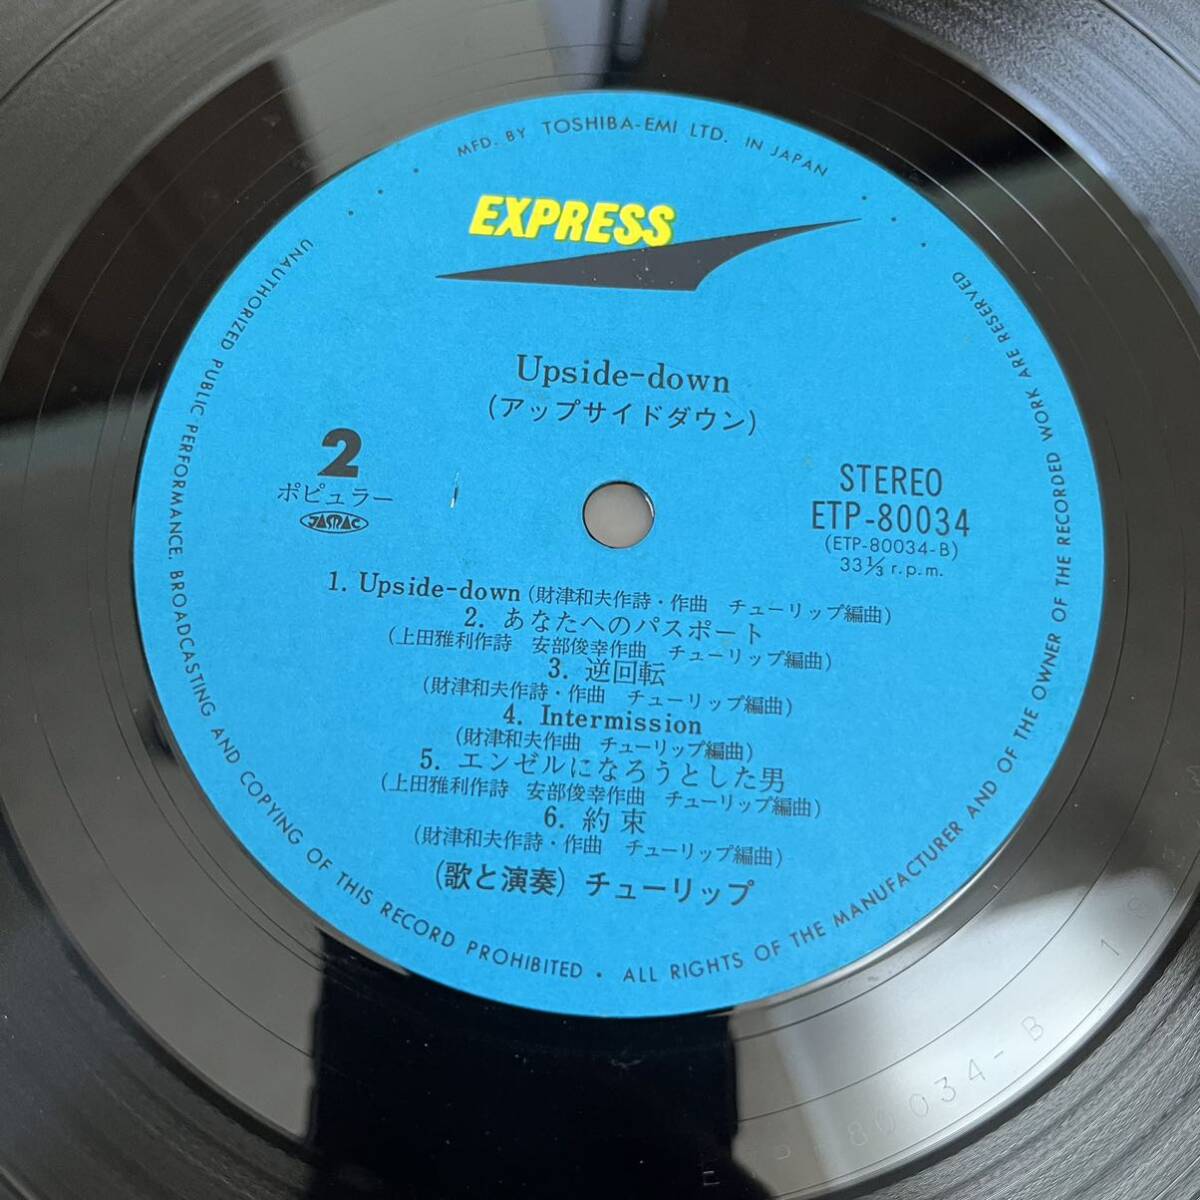 MFD. BY TOSHIBA-EMI LTD. IN JAPAN
EXPRESS
Upside-down
(アップサイドダウン)
2
ポピュラー
JASRAC
STEREO
ETP-80034
(ETP-80034-B)
33⅓ r.p.m.
1. Upside-down (財津和夫作詩・作曲 チューリップ編曲)
2. あなたへのパスポート
(上田雅利作詩 安部俊幸作曲 チューリップ編曲)
3. 逆回転
(財津和夫作詩・作曲 チューリップ編曲)
4. Intermission
(財津和夫作曲 チューリップ編曲)
5. エンゼルになろうとした男
(上田雅利作詩 安部俊幸作曲 チューリップ編曲)
6. 約束
(財津和夫作詩・作曲 チューリップ編曲)
(歌と演奏) チューリップ
UNAUTHORIZED PUBLIC PERFORMANCE, BROADCASTING AND COPYING OF THIS RECORD PROHIBITED • ALL RIGHTS OF THE MANUFACTURER AND OF THE OWNER OF THE RECORDED WORK ARE RESERVED
80034-B 1